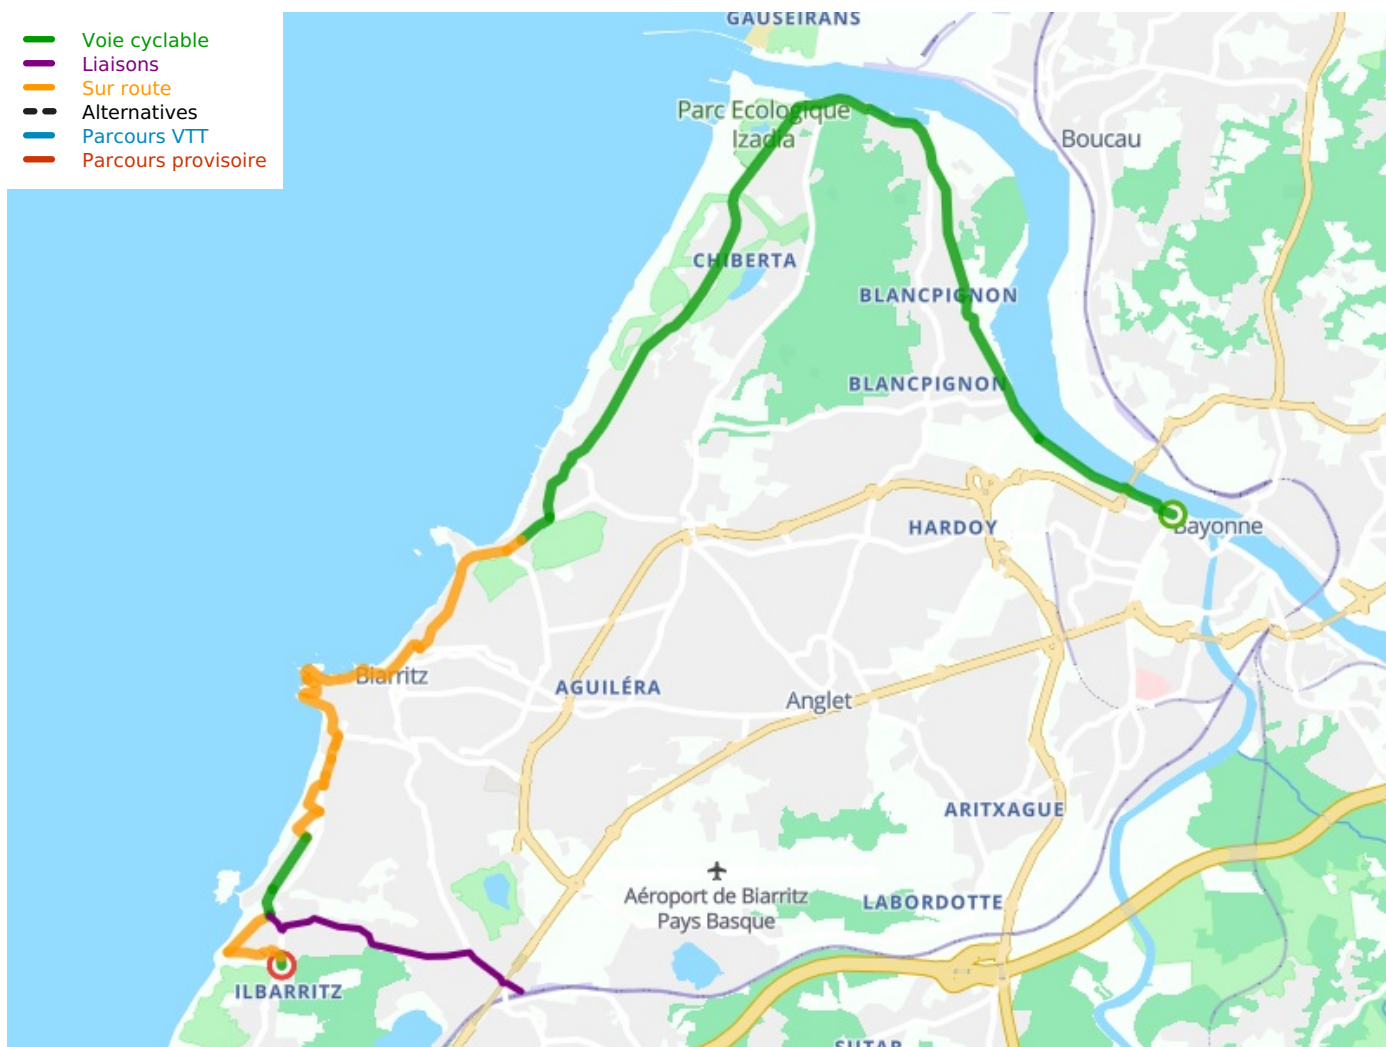 GAUSEIRANS
Voie cyclable
Liaisons
Sur route
Alternatives
Parcours VTT
Parcours provisoire
Parc Ecologique
Izadia
Boucau
CHIBERTA
BLANCPIGNON
BLANCPIGNON
HARDOY
Bayonne
Biarritz
AGUILÉRA
Anglet
ARITXAGUE
Aéroport de Biarritz
Pays Basque
LABORDOTTE
ILBARRITZ
SUTAR